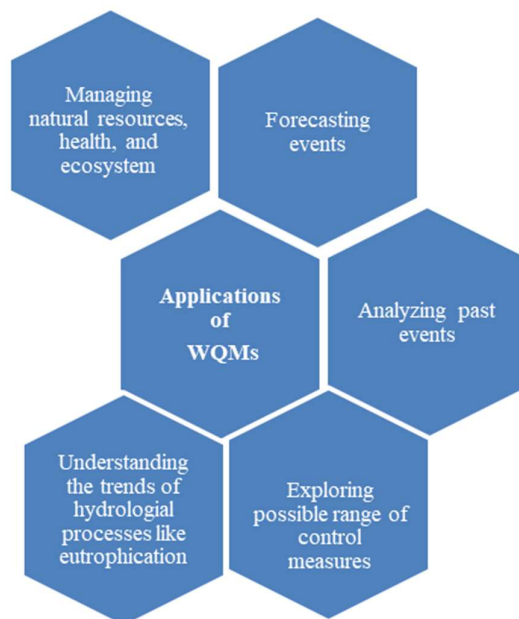 Managing
natural resources,
health, and
ecosystem
Forecasting
events
Applications
of
WQMs
Analyzing past
events
Understanding
the trends of
hydrologial
processes like
eutrophication
Exploring
possible range of
control
measures